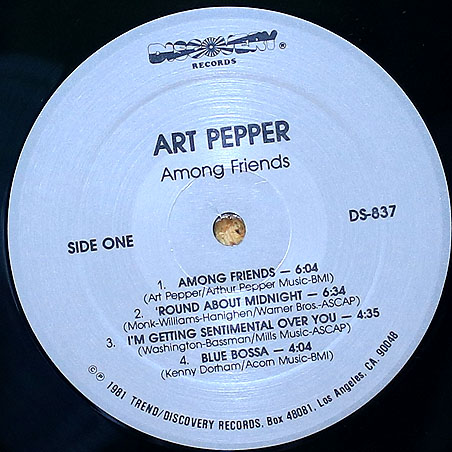 DISCOVERY®
RECORDS
ART PEPPER
Among Friends
DS-837
SIDE ONE
1. AMONG FRIENDS — 6:04
(Art Pepper/Arthur Pepper Music-BMI)
2. 'ROUND ABOUT MIDNIGHT — 6:34
(Monk-Williams-Hanighen/Warner Bros.-ASCAP)
3. I'M GETTING SENTIMENTAL OVER YOU — 4:35
(Washington-Bassman/Mills Music-ASCAP)
4. BLUE BOSSA — 4:04
(Kenny Dorham/Acorn Music-BMI)
©℗ 1981 TREND/DISCOVERY RECORDS, Box 48081, Los Angeles, CA. 90048